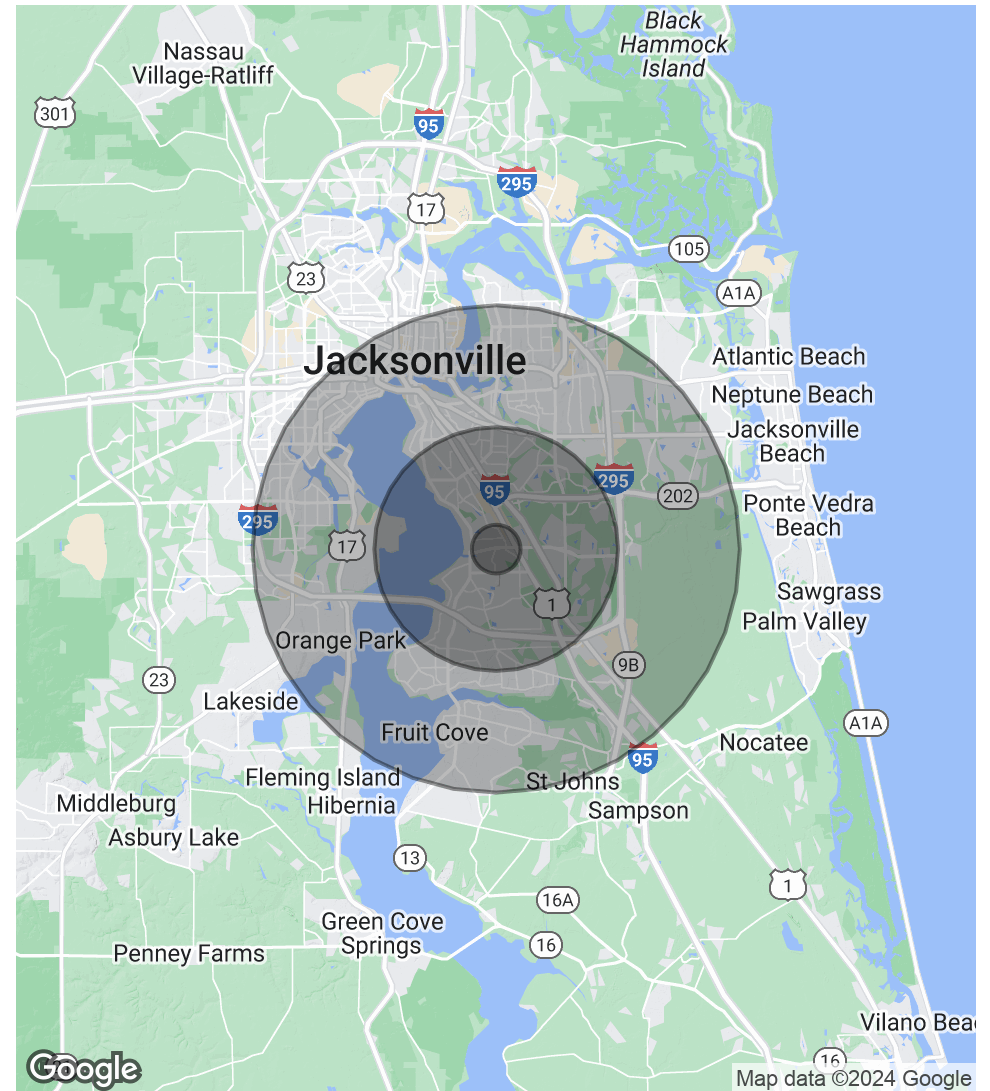 Black
Hammock
Island
Nassau
Village-Ratliff
301
95
295
17
105
23
A1A
Jacksonville
Atlantic Beach
Neptune Beach
Jacksonville
Beach
95
295
202
Ponte Vedra
Beach
295
17
Sawgrass
1
Palm Valley
Orange Park
9B
23
Lakeside
A1A
Fruit Cove
Nocatee
95
Fleming Island
St Johns
Hibernia
Middleburg
Sampson
Asbury Lake
13
1
16A
Green Cove
Springs
16
Penney Farms
Vilano Bea
16
Google
Map data ©2024 Google